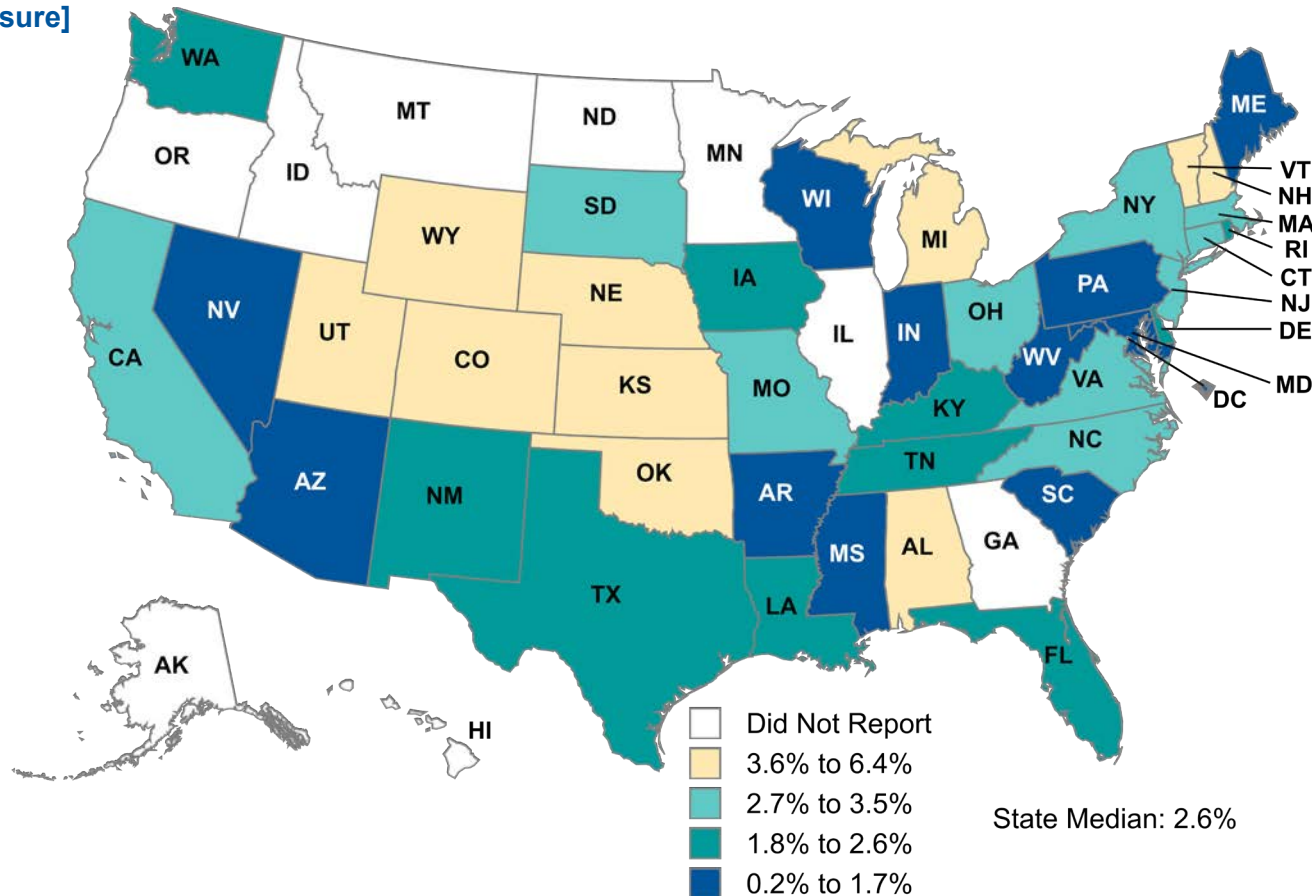 sure]
WA
MT
ND
MN
ME
OR
ID
SD
WI
MI
NY
VT
NH
MA
RI
CT
NJ
DE
MD
DC
WY
IA
NE
PA
NV
UT
CO
IL
IN
OH
CA
KS
MO
WV
VA
KY
NC
AZ
NM
OK
AR
TN
SC
MS
AL
GA
TX
LA
FL
AK
HI
Did Not Report
3.6% to 6.4%
2.7% to 3.5%
1.8% to 2.6%
0.2% to 1.7%
State Median: 2.6%